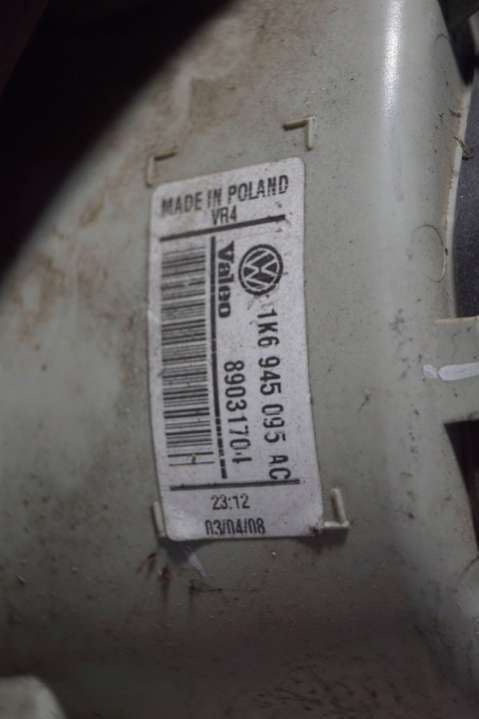 MADE IN POLAND
VR4
Valeo
1K6 945 095 AC
89031704
23:12
03/04/08